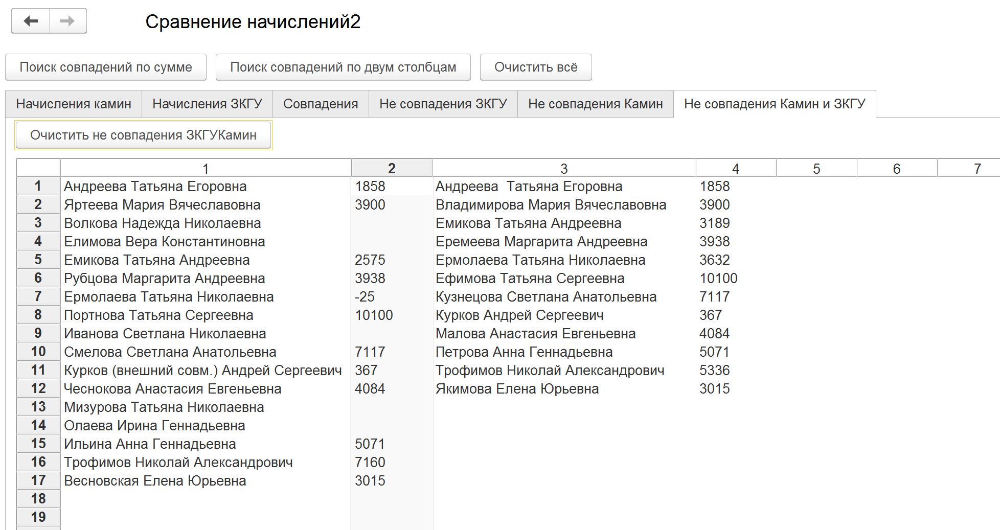 Сравнение начислений2
Поиск совпадений по сумме Поиск совпадений по двум столбцам Очистить всё
Начисления камин Начисления ЗКГУ Совпадения Не совпадения ЗКГУ Не совпадения Камин Не совпадения Камин и ЗКГУ
Очистить не совпадения ЗКГУКамин
1 2 3 4 5 6 7
1 Андреева Татьяна Егоровна 1858 Андреева  Татьяна Егоровна 1858
2 Яртеева Мария Вячеславовна 3900 Владимирова Мария Вячеславовна 3900
3 Волкова Надежда Николаевна Емикова Татьяна Андреевна 3189
4 Елимова Вера Константиновна Еремеева Маргарита Андреевна 3938
5 Емикова Татьяна Андреевна 2575 Ермолаева Татьяна Николаевна 3632
6 Рубцова Маргарита Андреевна 3938 Ефимова Татьяна Сергеевна 10100
7 Ермолаева Татьяна Николаевна -25 Кузнецова Светлана Анатольевна 7117
8 Портнова Татьяна Сергеевна 10100 Курков Андрей Сергеевич 367
9 Иванова Светлана Николаевна Малова Анастасия Евгеньевна 4084
10 Смелова Светлана Анатольевна 7117 Петрова Анна Геннадьевна 5071
11 Курков (внешний совм.) Андрей Сергеевич 367 Трофимов Николай Александрович 5336
12 Чеснокова Анастасия Евгеньевна 4084 Якимова Елена Юрьевна 3015
13 Мизурова Татьяна Николаевна
14 Олаева Ирина Геннадьевна
15 Ильина Анна Геннадьевна 5071
16 Трофимов Николай Александрович 7160
17 Весновская Елена Юрьевна 3015
18
19